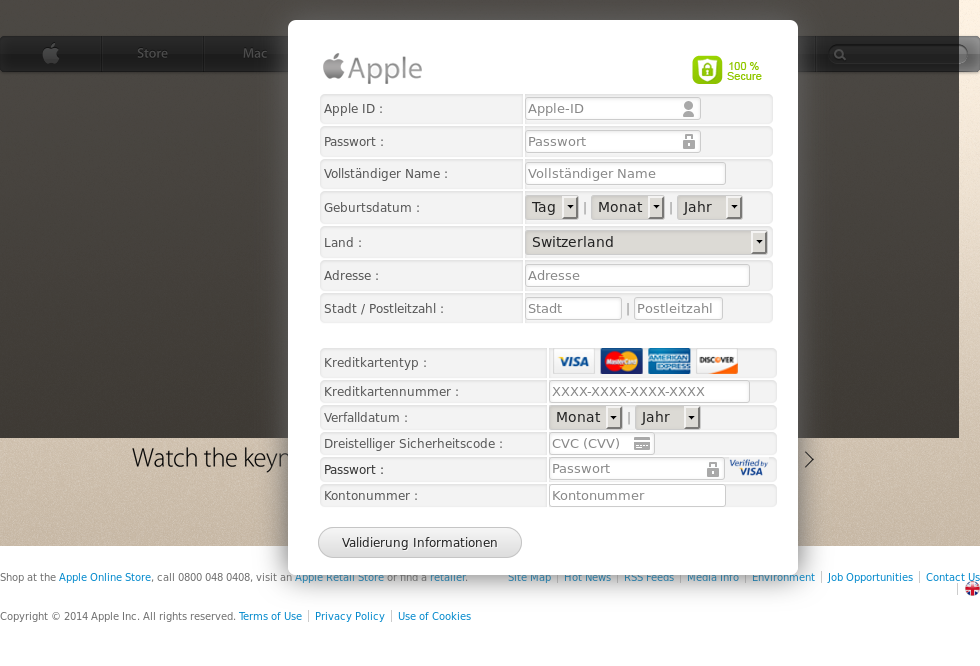 Store
Mac
Apple
100 %
Secure
Apple ID :
Apple-ID
Passwort :
Passwort
Vollständiger Name :
Vollständiger Name
Geburtsdatum :
Tag | Monat | Jahr
Land :
Switzerland
Adresse :
Adresse
Stadt / Postleitzahl :
Stadt | Postleitzahl
Kreditkartentyp :
VISA MasterCard AMERICAN EXPRESS DISCOVER
Kreditkartennummer :
XXXX-XXXX-XXXX-XXXX
Verfalldatum :
Monat | Jahr
Dreistelliger Sicherheitscode :
CVC (CVV)
Passwort :
Passwort
Verified by
VISA
Kontonummer :
Kontonummer
Validierung Informationen
Watch the
Shop at the Apple Online Store, call 0800 048 0408, visit an Apple Retail Store or find a retailer.
Site Map | Hot News | RSS Feeds | Media Info | Environment | Job Opportunities | Contact Us
Copyright © 2014 Apple Inc. All rights reserved. Terms of Use | Privacy Policy | Use of Cookies